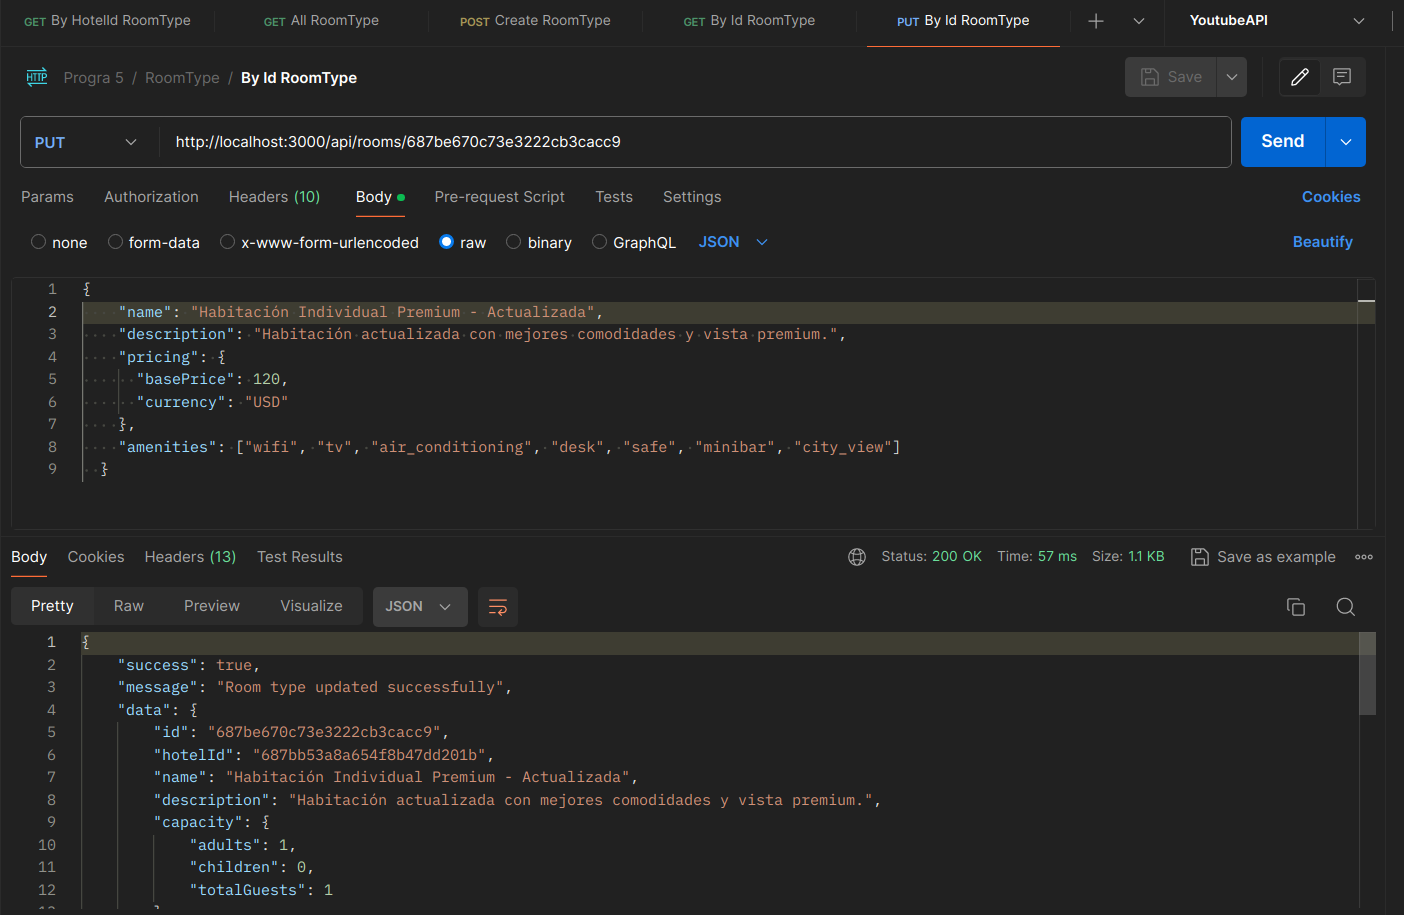 GET By HotelId RoomType GET All RoomType POST Create RoomType GET By Id RoomType PUT By Id RoomType YoutubeAPI
HTTP Progra 5 / RoomType / By Id RoomType Save
PUT http://localhost:3000/api/rooms/687be670c73e3222cb3cacc9 Send
Params Authorization Headers (10) Body Pre-request Script Tests Settings Cookies
none form-data x-www-form-urlencoded raw binary GraphQL JSON Beautify
1 {
2 "name": "Habitación Individual Premium - Actualizada",
3 "description": "Habitación actualizada con mejores comodidades y vista premium.",
4 "pricing": {
5 "basePrice": 120,
6 "currency": "USD"
7 },
8 "amenities": ["wifi", "tv", "air_conditioning", "desk", "safe", "minibar", "city_view"]
9 }
Body Cookies Headers (13) Test Results Status: 200 OK Time: 57 ms Size: 1.1 KB Save as example
Pretty Raw Preview Visualize JSON
1 {
2 "success": true,
3 "message": "Room type updated successfully",
4 "data": {
5 "id": "687be670c73e3222cb3cacc9",
6 "hotelId": "687bb53a8a654f8b47dd201b",
7 "name": "Habitación Individual Premium - Actualizada",
8 "description": "Habitación actualizada con mejores comodidades y vista premium.",
9 "capacity": {
10 "adults": 1,
11 "children": 0,
12 "totalGuests": 1